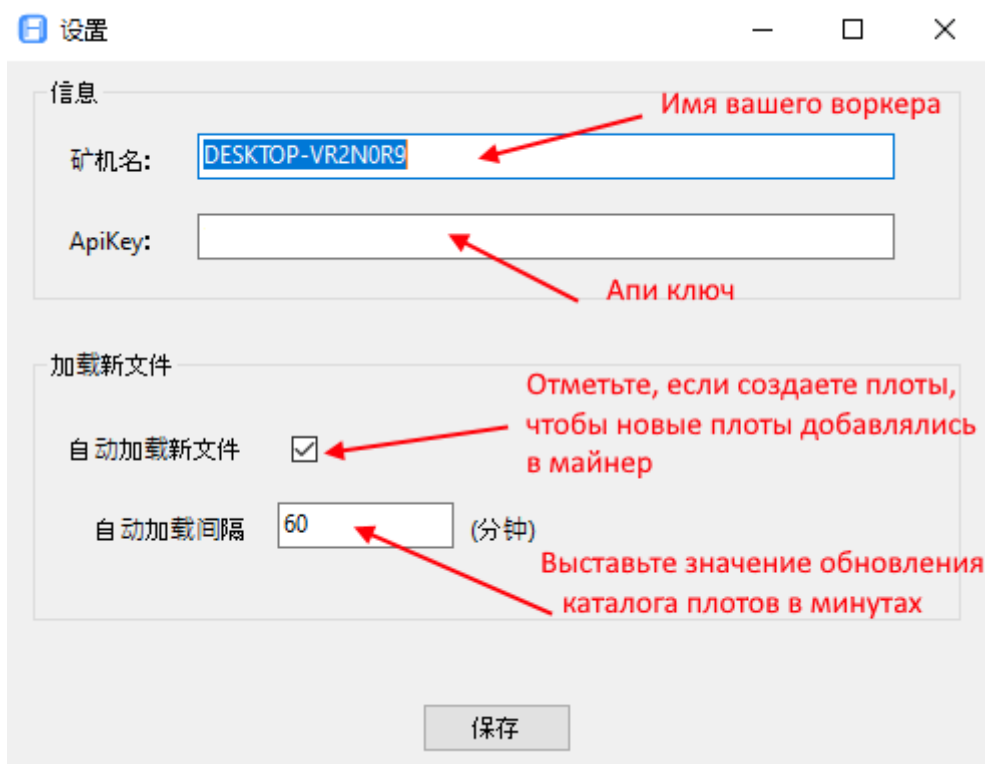 设置
信息
Имя вашего воркера
矿机名:
DESKTOP-VR2N0R9
ApiKey:
Апи ключ
加载新文件
Отметьте, если создаете плоты,
чтобы новые плоты добавлялись
в майнер
自动加载新文件
自动加载间隔
60
(分钟)
Выставьте значение обновления
каталога плотов в минутах
保存